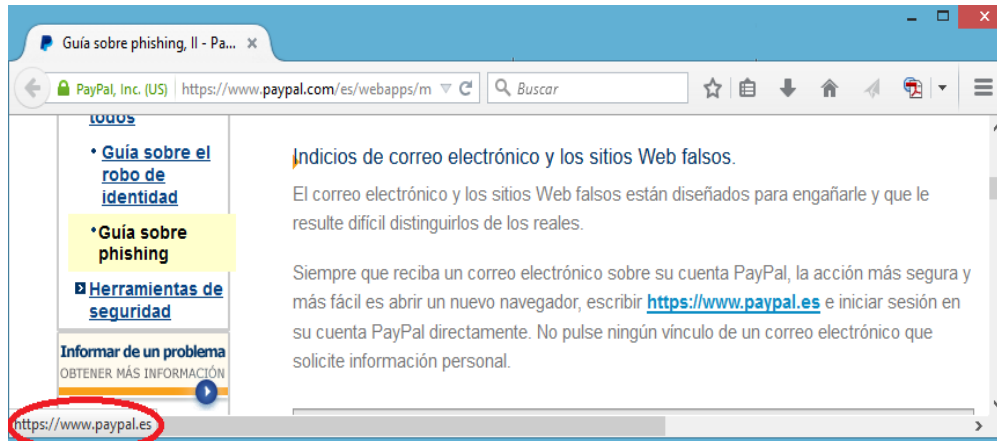 Guía sobre phishing, II - Pa...
PayPal, Inc. (US) https://www.paypal.com/es/webapps/m
Buscar
todos
• Guía sobre el
robo de
identidad
• Guía sobre
phishing
Herramientas de
seguridad
Informar de un problema
OBTENER MÁS INFORMACIÓN
Indicios de correo electrónico y los sitios Web falsos.
El correo electrónico y los sitios Web falsos están diseñados para engañarle y que le
resulte difícil distinguirlos de los reales.
Siempre que reciba un correo electrónico sobre su cuenta PayPal, la acción más segura y
más fácil es abrir un nuevo navegador, escribir https://www.paypal.es e iniciar sesión en
su cuenta PayPal directamente. No pulse ningún vínculo de un correo electrónico que
solicite información personal.
https://www.paypal.es